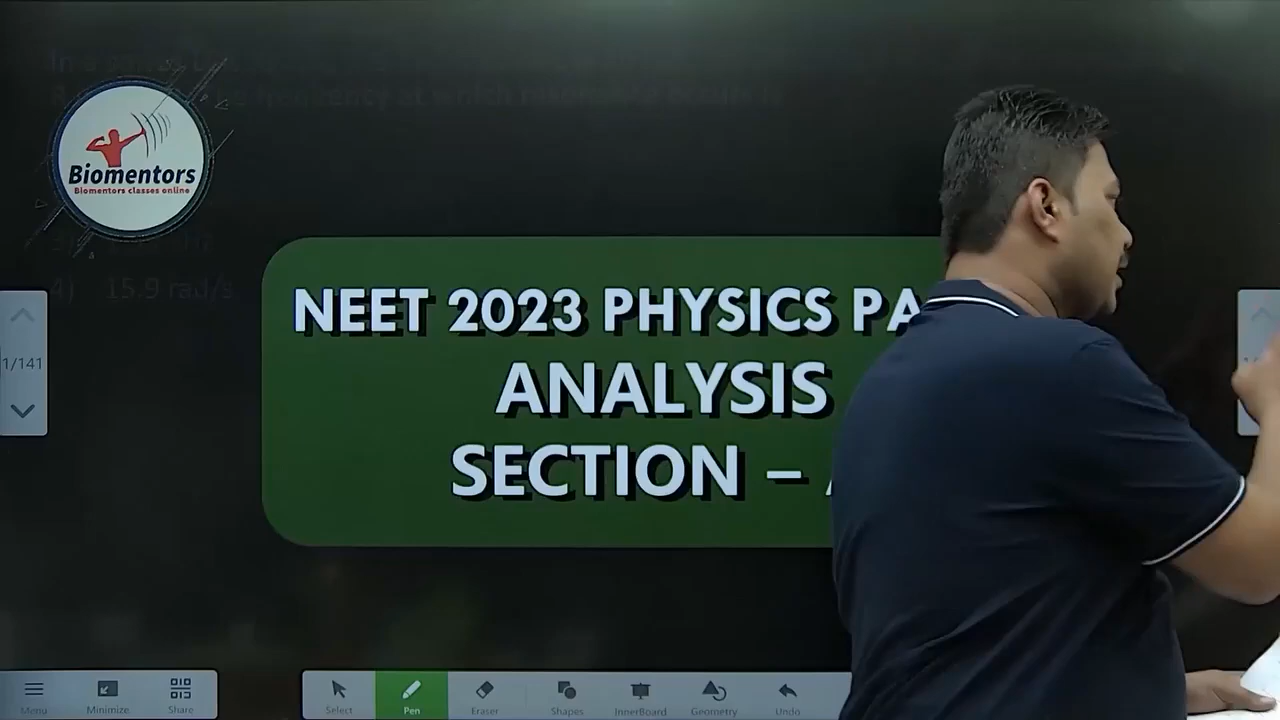 Biomentors
Biomentors classes online
NEET 2023 PHYSICS PA
ANALYSIS
SECTION –
4) 15.9 rad/s
1/141
Menu
Minimize
Share
Select
Pen
Eraser
Shapes
InnerBoard
Geometry
Undo